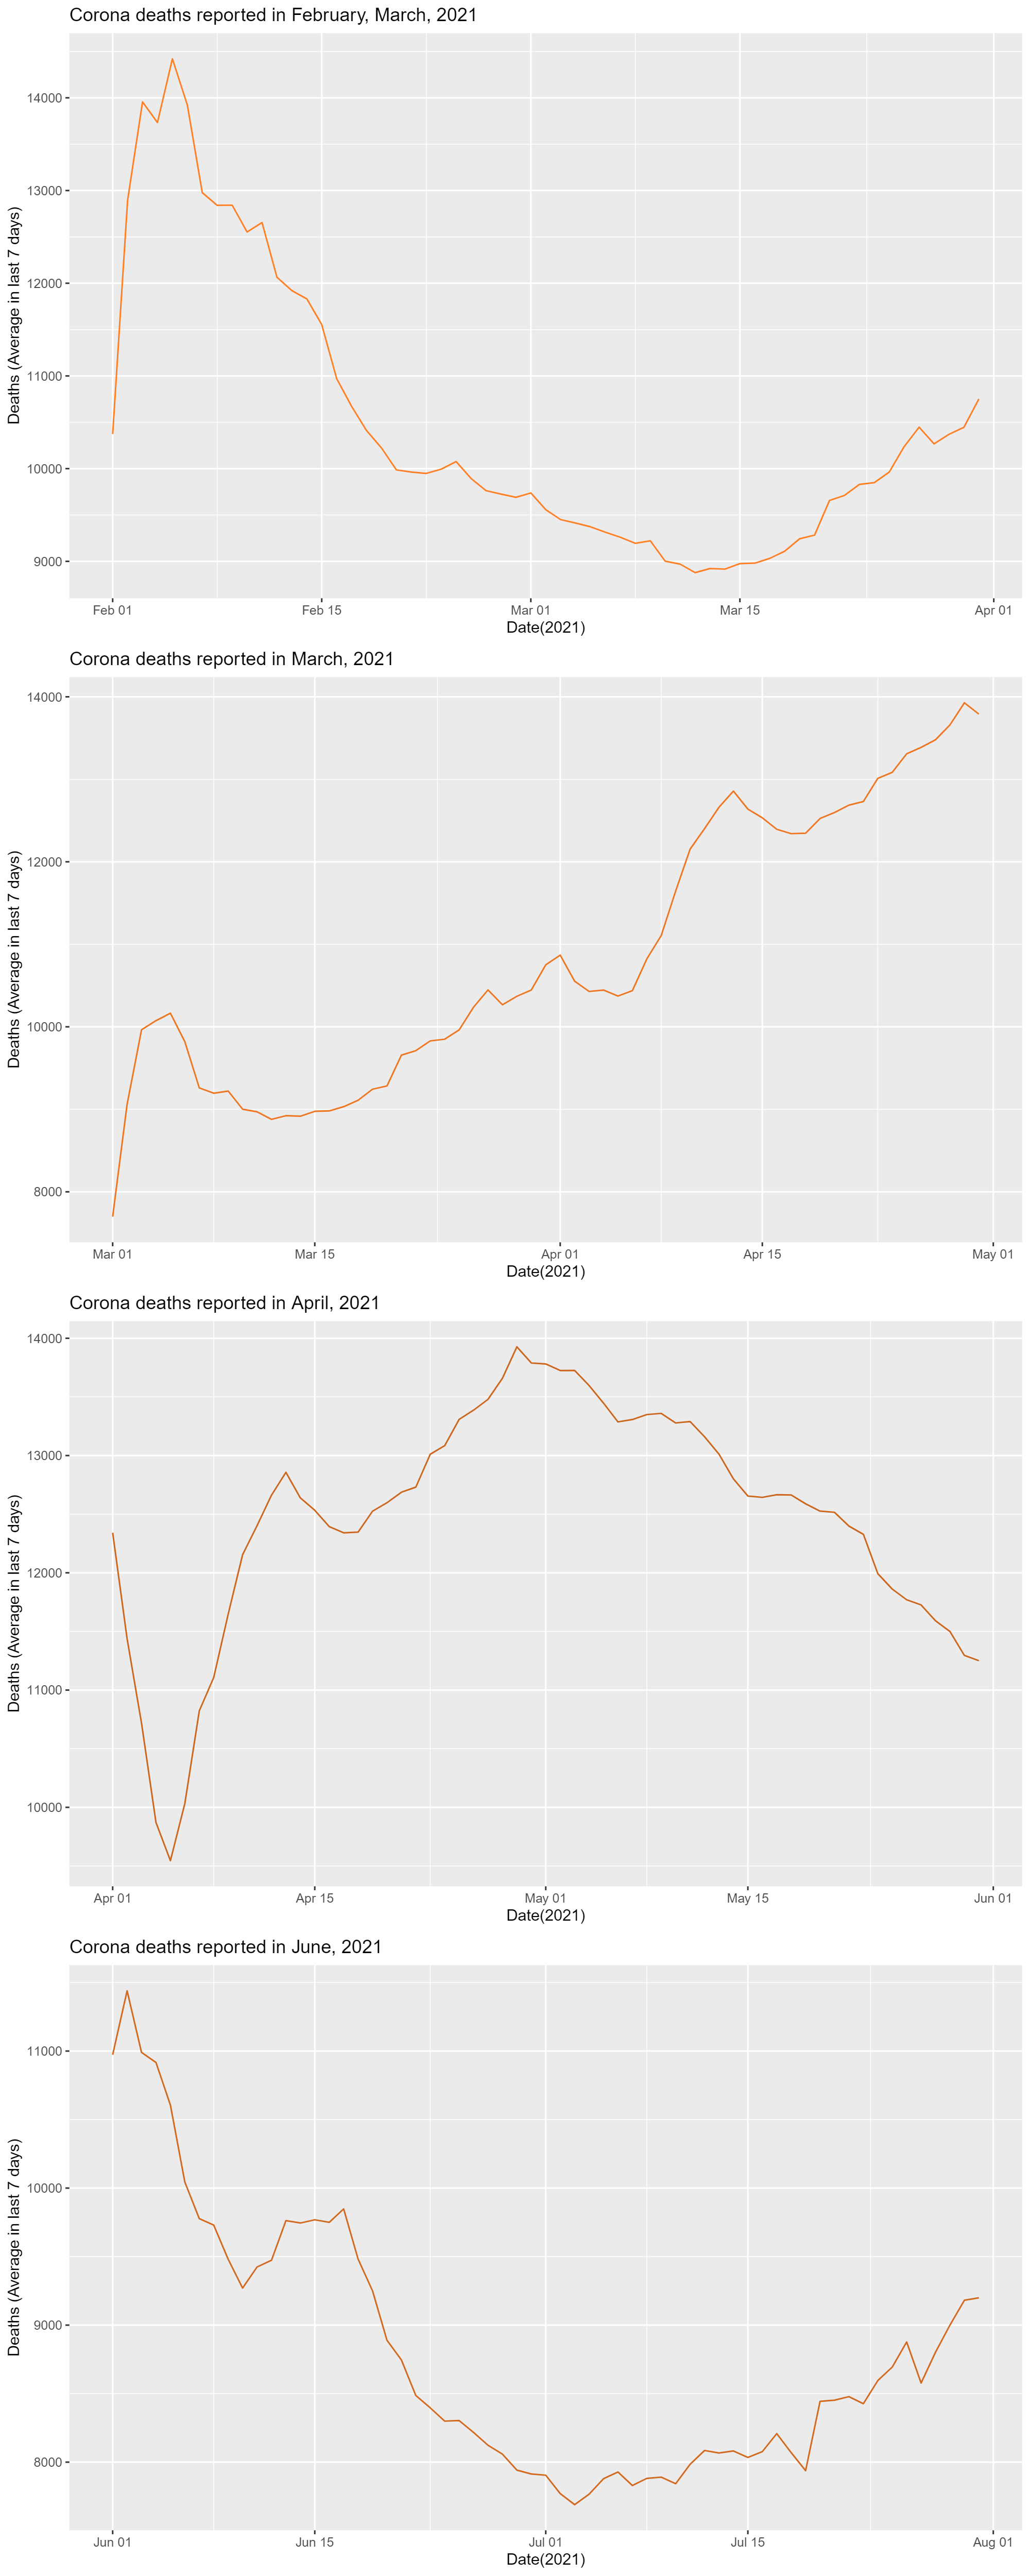 Corona deaths reported in February, March, 2021
Deaths (Average in last 7 days)
14000
13000
12000
11000
10000
9000
Feb 01
Feb 15
Mar 01
Mar 15
Apr 01
Date(2021)
Corona deaths reported in March, 2021
Deaths (Average in last 7 days)
14000
12000
10000
8000
Mar 01
Mar 15
Apr 01
Apr 15
May 01
Date(2021)
Corona deaths reported in April, 2021
Deaths (Average in last 7 days)
14000
13000
12000
11000
10000
Apr 01
Apr 15
May 01
May 15
Jun 01
Date(2021)
Corona deaths reported in June, 2021
Deaths (Average in last 7 days)
11000
10000
9000
8000
Jun 01
Jun 15
Jul 01
Jul 15
Aug 01
Date(2021)